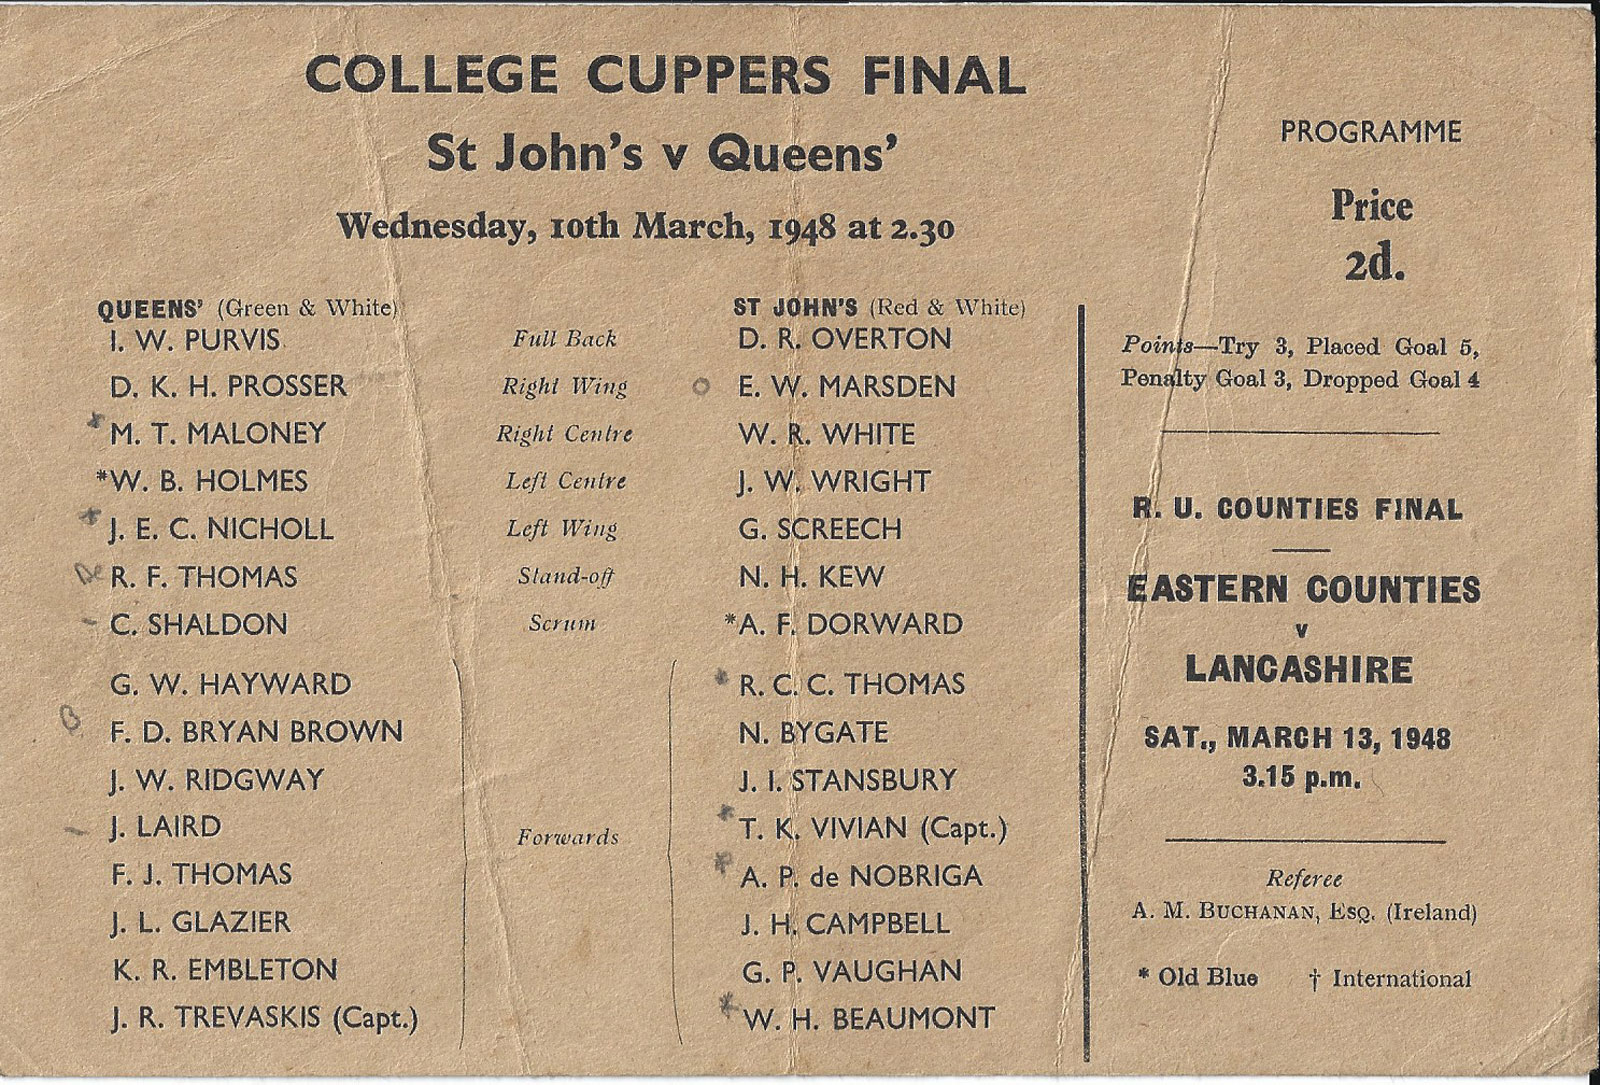 COLLEGE CUPPERS FINAL
St John's v Queens'
Wednesday, 10th March, 1948 at 2.30
QUEENS' (Green & White) ST JOHN'S (Red & White)
I. W. PURVIS Full Back D. R. OVERTON
D. K. H. PROSSER Right Wing o E. W. MARSDEN
* M. T. MALONEY Right Centre W. R. WHITE
*W. B. HOLMES Left Centre J. W. WRIGHT
* J. E. C. NICHOLL Left Wing G. SCREECH
R. F. THOMAS Stand-off N. H. KEW
- C. SHALDON Scrum *A. F. DORWARD
G. W. HAYWARD * R. C. C. THOMAS
B F. D. BRYAN BROWN N. BYGATE
J. W. RIDGWAY J. I. STANSBURY
- J. LAIRD Forwards * T. K. VIVIAN (Capt.)
F. J. THOMAS * A. P. de NOBRIGA
J. L. GLAZIER J. H. CAMPBELL
K. R. EMBLETON G. P. VAUGHAN
J. R. TREVASKIS (Capt.) * W. H. BEAUMONT
PROGRAMME
Price
2d.
Points—Try 3, Placed Goal 5,
Penalty Goal 3, Dropped Goal 4
R. U. COUNTIES FINAL
EASTERN COUNTIES
v
LANCASHIRE
SAT., MARCH 13, 1948
3.15 p.m.
Referee
A. M. BUCHANAN, ESQ. (Ireland)
* Old Blue † International